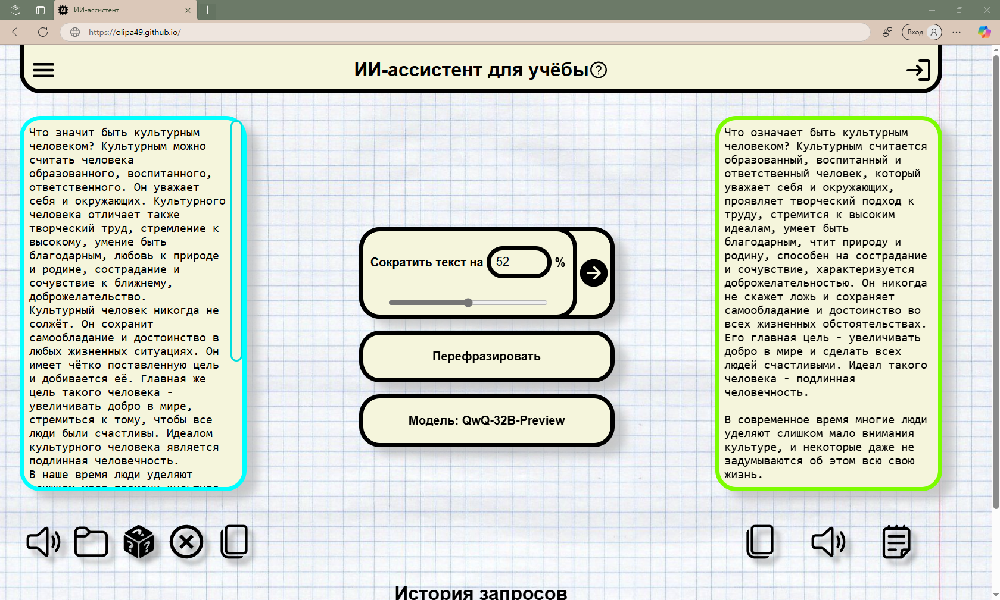 ИИ-ассистент
https://olipa49.github.io/
Вход
ИИ-ассистент для учёбы
Что значит быть культурным
человеком? Культурным можно
считать человека
образованного, воспитанного,
ответственного. Он уважает
себя и окружающих. Культурного
человека отличает также
творческий труд, стремление к
высокому, умение быть
благодарным, любовь к природе
и родине, сострадание и
сочувствие к ближнему,
доброжелательство.
Культурный человек никогда не
солжёт. Он сохранит
самообладание и достоинство в
любых жизненных ситуациях. Он
имеет чётко поставленную цель
и добивается её. Главная же
цель такого человека -
увеличивать добро в мире,
стремиться к тому, чтобы все
люди были счастливы. Идеалом
культурного человека является
подлинная человечность.
В наше время люди уделяют
Сократить текст на 52 %
Перефразировать
Модель: QwQ-32B-Preview
Что означает быть культурным
человеком? Культурным считается
образованный, воспитанный и
ответственный человек, который
уважает себя и окружающих,
проявляет творческий подход к
труду, стремится к высоким
идеалам, умеет быть
благодарным, чтит природу и
родину, способен на сострадание
и сочувствие, характеризуется
доброжелательностью. Он никогда
не скажет ложь и сохраняет
самообладание и достоинство во
всех жизненных обстоятельствах.
Его главная цель - увеличивать
добро в мире и сделать всех
людей счастливыми. Идеал такого
человека - подлинная
человечность.
В современное время многие люди
уделяют слишком мало внимания
культуре, и некоторые даже не
задумываются об этом всю свою
жизнь.
История запросов